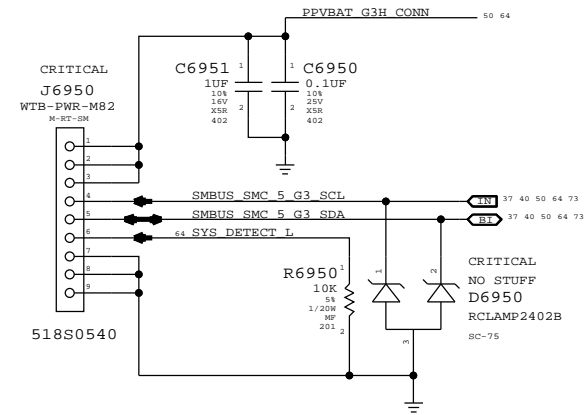 PPVBAT_G3H_CONN
50 64
CRITICAL
J6950
WTB-PWR-M82
M-RT-SM
C6951
1UF
10%
16V
X5R
402
1
2
C6950
0.1UF
10%
25V
X5R
402
1
2
1
2
3
4
5
6
7
8
9
518S0540
SMBUS_SMC_5_G3_SCL
IN
37 40 50 64 73
SMBUS_SMC_5_G3_SDA
BI
37 40 50 64 73
64 SYS_DETECT_L
R6950
10K
5%
1/20W
MF
201
1
2
1
2
3
CRITICAL
NO STUFF
D6950
RCLAMP2402B
SC-75